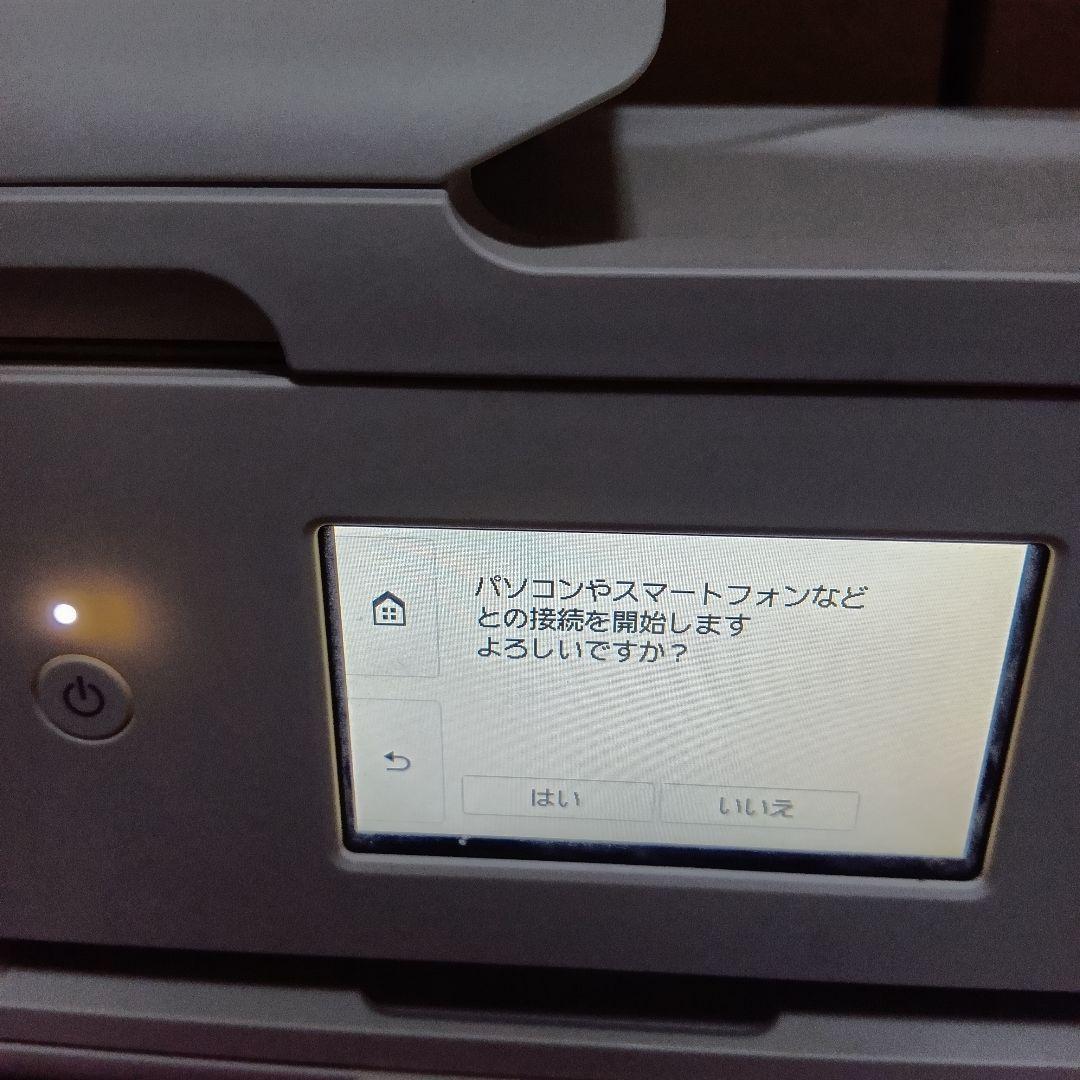 パソコンやスマートフォンなど
との接続を開始します
よろしいですか？
はい
いいえ